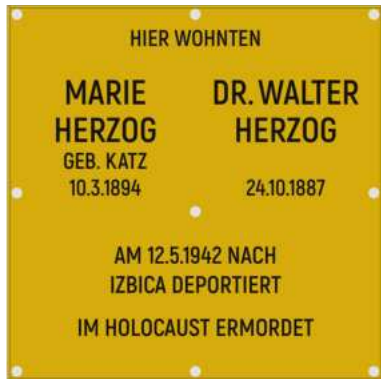 HIER WOHNTEN
MARIE
HERZOG
GEB. KATZ
10.3.1894
DR. WALTER
HERZOG
24.10.1887
AM 12.5.1942 NACH
IZBICA DEPORTIERT
IM HOLOCAUST ERMORDET